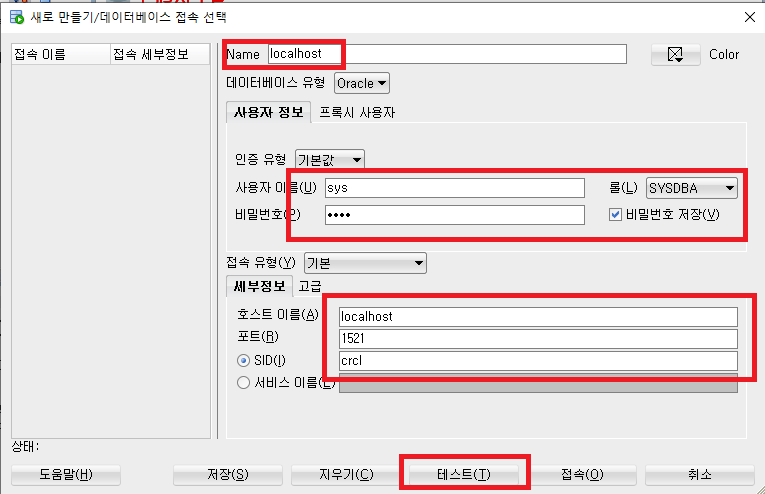 새로 만들기/데이터베이스 접속 선택
접속 이름 접속 세부정보
Name localhost Color
데이터베이스 유형 Oracle
사용자 정보 프록시 사용자
인증 유형 기본값
사용자 이름(U) sys 롤(L) SYSDBA
비밀번호(P) •••• 비밀번호 저장(V)
접속 유형(Y) 기본
세부정보 고급
호스트 이름(A) localhost
포트(R) 1521
SID(I) crcl
서비스 이름(E)
상태:
도움말(H) 저장(S) 지우기(C) 테스트(T) 접속(O) 취소